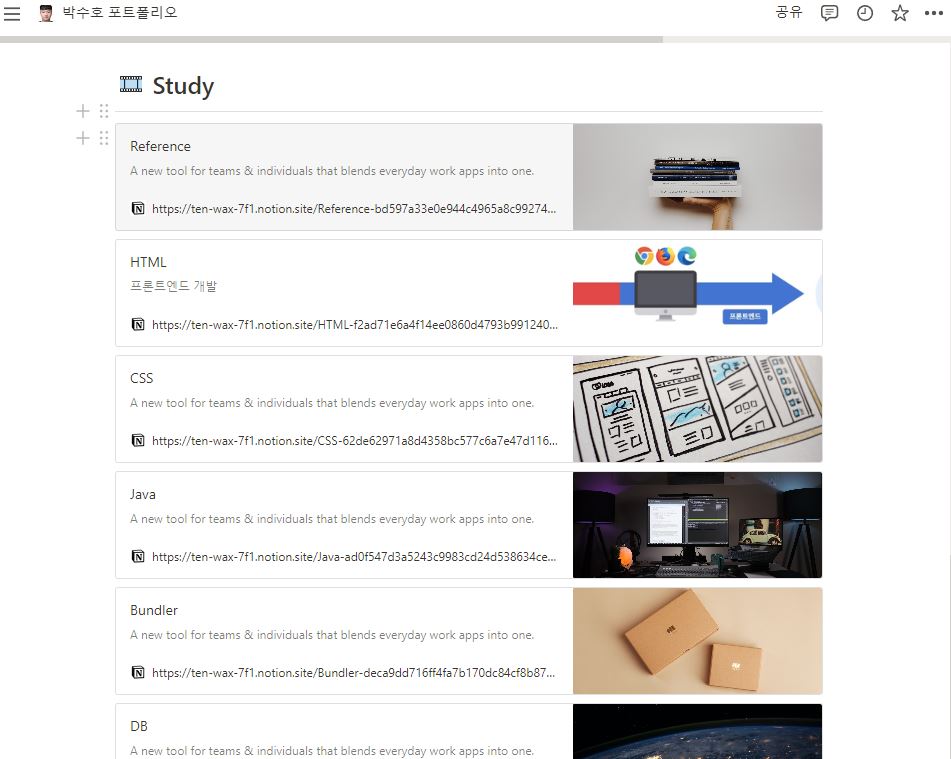 박수호 포트폴리오
공유
Study
Reference
A new tool for teams & individuals that blends everyday work apps into one.
https://ten-wax-7f1.notion.site/Reference-bd597a33e0e944c4965a8c99274...
HTML
프론트엔드 개발
https://ten-wax-7f1.notion.site/HTML-f2ad71e6a4f14ee0860d4793b991240...
프론트엔드
CSS
A new tool for teams & individuals that blends everyday work apps into one.
https://ten-wax-7f1.notion.site/CSS-62de62971a8d4358bc577c6a7e47d116...
Java
A new tool for teams & individuals that blends everyday work apps into one.
https://ten-wax-7f1.notion.site/Java-ad0f547d3a5243c9983cd24d538634ce...
Bundler
A new tool for teams & individuals that blends everyday work apps into one.
https://ten-wax-7f1.notion.site/Bundler-deca9dd716ff4fa7b170dc84cf8b87...
DB
A new tool for teams & individuals that blends everyday work apps into one.